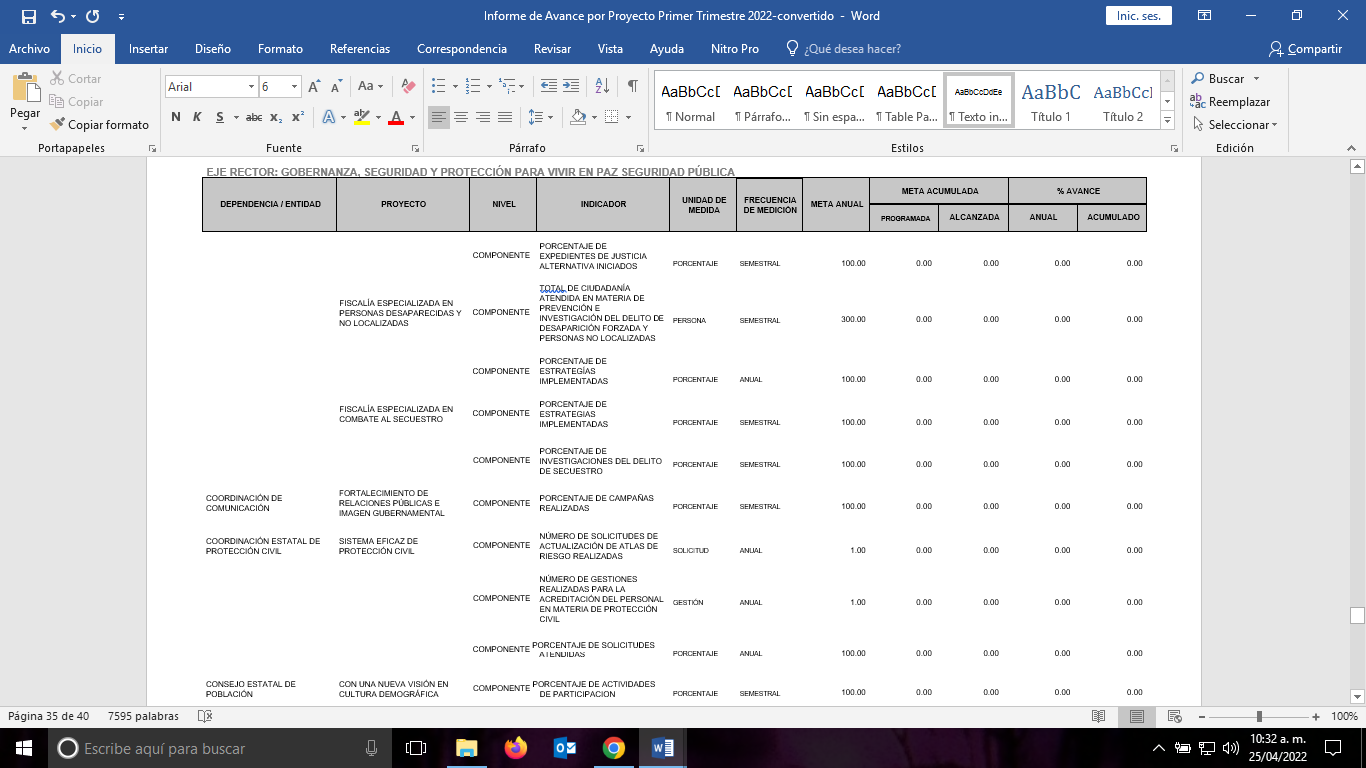 Informe de Avance por Proyecto Primer Trimestre 2022-convertido - Word
Inic. ses.
Archivo Inicio Insertar Diseño Formato Referencias Correspondencia Revisar Vista Ayuda Nitro Pro ¿Qué desea hacer? Compartir
Pegar
Cortar
Copiar
Copiar formato
Portapapeles
Arial 6 Aa
N K S abc x₂ x² A A
Fuente
Párrafo
AaBbCcD AaBbCcD AaBbCcD AaBbCcD AaBbCcDdEe AaBbC AaBbCcI
¶ Normal ¶ Párrafo... ¶ Sin espa... ¶ Table Pa... ¶ Texto in... Título 1 Título 2
Estilos
Buscar
Reemplazar
Seleccionar
Edición
EJE RECTOR: GOBERNANZA, SEGURIDAD Y PROTECCIÓN PARA VIVIR EN PAZ SEGURIDAD PÚBLICA
DEPENDENCIA / ENTIDAD
PROYECTO
NIVEL
INDICADOR
UNIDAD DE
MEDIDA
FRECUENCIA
DE MEDICIÓN
META ANUAL
META ACUMULADA
PROGRAMADA ALCANZADA
% AVANCE
ANUAL ACUMULADO
COMPONENTE
PORCENTAJE DE
EXPEDIENTES DE JUSTICIA
ALTERNATIVA INICIADOS
PORCENTAJE SEMESTRAL 100.00 0.00 0.00 0.00 0.00
FISCALÍA ESPECIALIZADA EN
PERSONAS DESAPARECIDAS Y
NO LOCALIZADAS
COMPONENTE
TOTAL DE CIUDADANÍA
ATENDIDA EN MATERIA DE
PREVENCIÓN E
INVESTIGACIÓN DEL DELITO DE
DESAPARICIÓN FORZADA Y
PERSONAS NO LOCALIZADAS
PERSONA SEMESTRAL 300.00 0.00 0.00 0.00 0.00
COMPONENTE
PORCENTAJE DE
ESTRATEGÍAS
IMPLEMENTADAS
PORCENTAJE ANUAL 100.00 0.00 0.00 0.00 0.00
FISCALÍA ESPECIALIZADA EN
COMBATE AL SECUESTRO
COMPONENTE
PORCENTAJE DE
ESTRATEGIAS
IMPLEMENTADAS
PORCENTAJE SEMESTRAL 100.00 0.00 0.00 0.00 0.00
COMPONENTE
PORCENTAJE DE
INVESTIGACIONES DEL DELITO
DE SECUESTRO
PORCENTAJE SEMESTRAL 100.00 0.00 0.00 0.00 0.00
COORDINACIÓN DE
COMUNICACIÓN
FORTALECIMIENTO DE
RELACIONES PÚBLICAS E
IMAGEN GUBERNAMENTAL
COMPONENTE
PORCENTAJE DE CAMPAÑAS
REALIZADAS
PORCENTAJE SEMESTRAL 100.00 0.00 0.00 0.00 0.00
COORDINACIÓN ESTATAL DE
PROTECCIÓN CIVIL
SISTEMA EFICAZ DE
PROTECCIÓN CIVIL
COMPONENTE
NÚMERO DE SOLICITUDES DE
ACTUALIZACIÓN DE ATLAS DE
RIESGO REALIZADAS
SOLICITUD ANUAL 1.00 0.00 0.00 0.00 0.00
COMPONENTE
NÚMERO DE GESTIONES
REALIZADAS PARA LA
ACREDITACIÓN DEL PERSONAL
EN MATERIA DE PROTECCIÓN
CIVIL
GESTIÓN ANUAL 1.00 0.00 0.00 0.00 0.00
COMPONENTE
PORCENTAJE DE SOLICITUDES
ATENDIDAS
PORCENTAJE ANUAL 100.00 0.00 0.00 0.00 0.00
CONSEJO ESTATAL DE
POBLACIÓN
CON UNA NUEVA VISIÓN EN
CULTURA DEMOGRÁFICA
COMPONENTE
PORCENTAJE DE ACTIVIDADES
DE PARTICIPACION
PORCENTAJE SEMESTRAL 100.00 0.00 0.00 0.00 0.00
Página 35 de 40 7595 palabras 100%
Escribe aquí para buscar
10:32 a. m.
25/04/2022